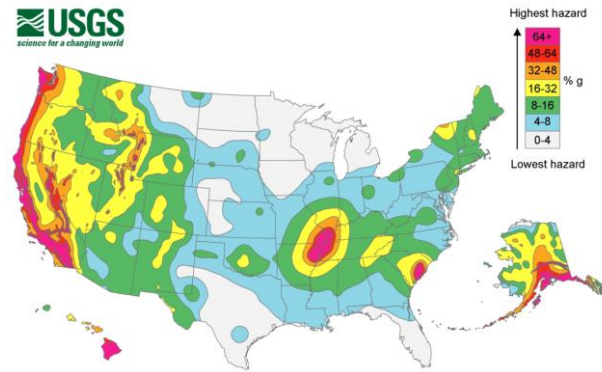 USGS
science for a changing world
Highest hazard
64+
48-64
32-48
16-32
8-16
4-8
0-4
% g
Lowest hazard